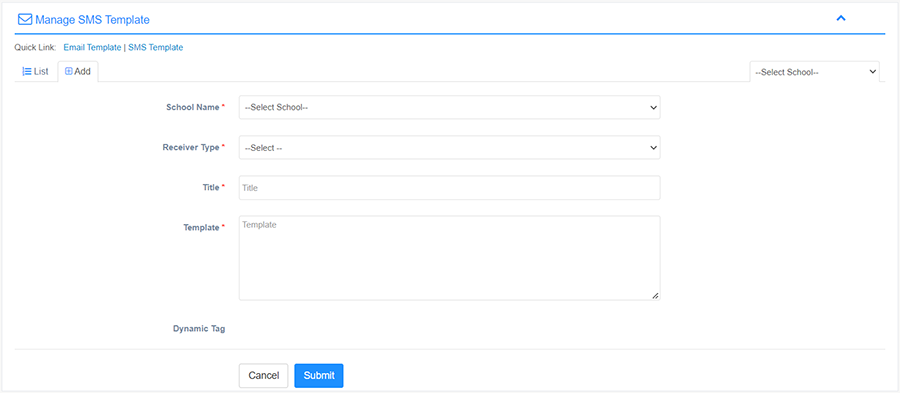 Manage SMS Template
Quick Link: Email Template | SMS Template
List Add --Select School--
School Name * --Select School--
Receiver Type * --Select --
Title * Title
Template * Template
Dynamic Tag
Cancel Submit